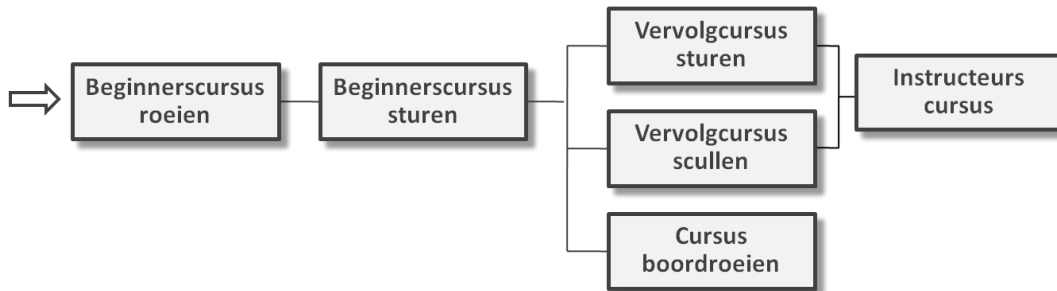 Beginnerscursus
roeien
Beginnerscursus
sturen
Vervolgcursus
sturen
Vervolgcursus
scullen
Cursus
boordroeien
Instructeurs
cursus